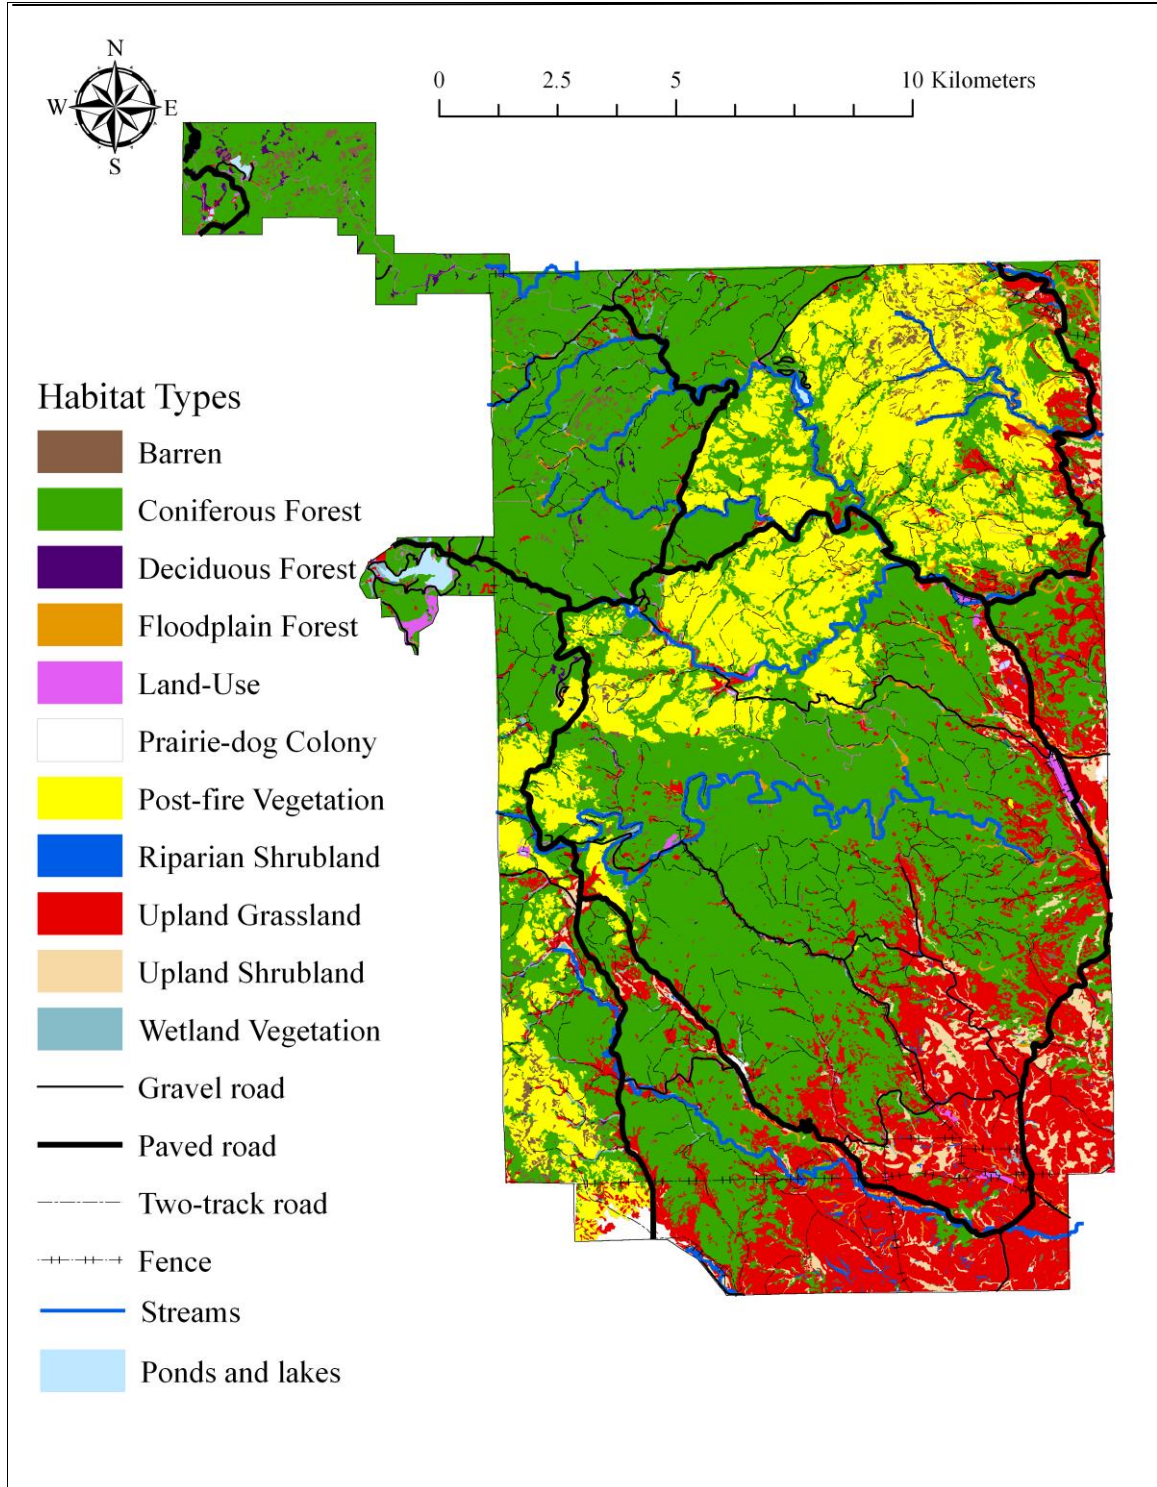 N
W E
S
0 2.5 5 10 Kilometers
Habitat Types
Barren
Coniferous Forest
Deciduous Forest
Floodplain Forest
Land-Use
Prairie-dog Colony
Post-fire Vegetation
Riparian Shrubland
Upland Grassland
Upland Shrubland
Wetland Vegetation
Gravel road
Paved road
Two-track road
Fence
Streams
Ponds and lakes